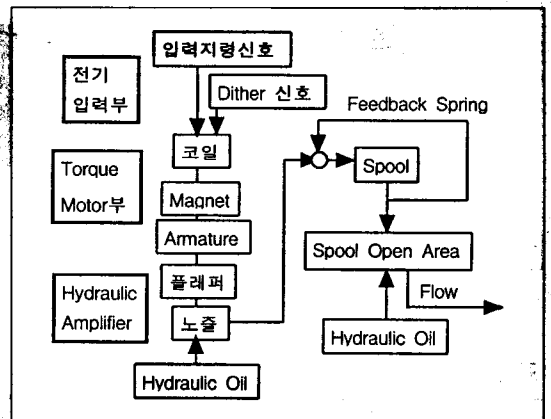 입력지령신호
전기
입력부
Dither 신호
Feedback Spring
코일
Spool
Torque
Motor부
Magnet
Armature
Spool Open Area
플래퍼
Flow
Hydraulic
Amplifier
노즐
Hydraulic Oil
Hydraulic Oil